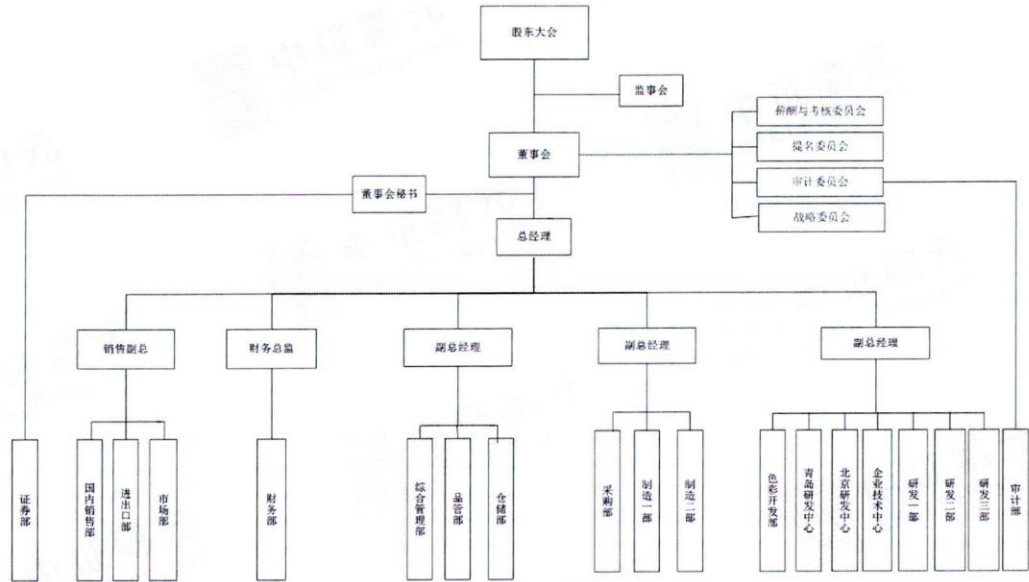 股东大会
监事会
薪酬与考核委员会
董事会
提名委员会
审计委员会
董事会秘书
战略委员会
总经理
销售副总
财务总监
副总经理
副总经理
副总经理
证券部
国内销售部
进出口部
市场部
财务部
综合管理部
品管部
仓储部
采购部
制造一部
制造二部
色彩开发部
青岛研发中心
北京研发中心
企业技术中心
研发一部
研发二部
研发三部
审计部